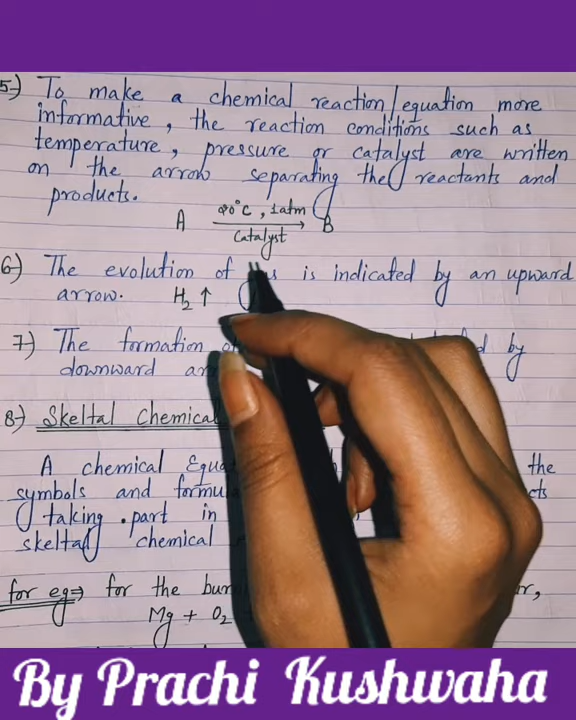 5-) To make a chemical reaction/equation more
informative, the reaction conditions such as
temperature, pressure or catalyst are written
on the arrow separating the reactants and
products.
20°C, 1atm
A → B
Catalyst
6-) The evolution of is indicated by an upward
arrow. H₂ ↑
7-) The formation by
downward
8-) Skeltal Chemical
A chemical the
symbols and
taking part in
skeltal chemical
for eg⇒ for the
Mg + O₂
By Prachi Kushwaha